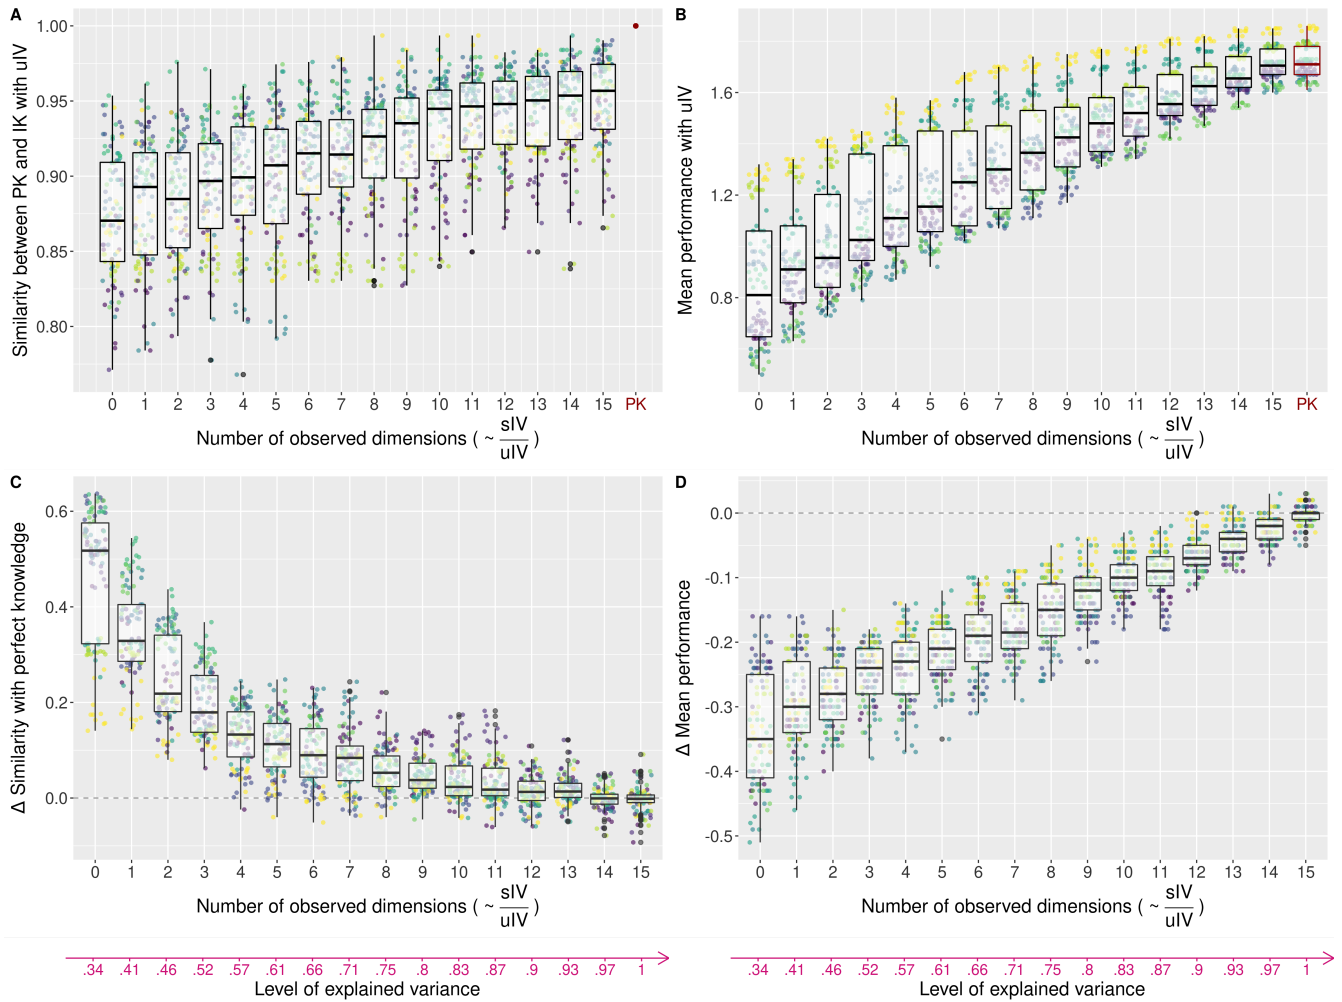 A
Similarity between PK and IK with uIV
1.00
0.95
0.90
0.85
0.80
0 1 2 3 4 5 6 7 8 9 10 11 12 13 14 15 PK
Number of observed dimensions ( ~ sIV
uIV )
B
Mean performance with uIV
1.6
1.2
0.8
0 1 2 3 4 5 6 7 8 9 10 11 12 13 14 15 PK
Number of observed dimensions ( ~ sIV
uIV )
C
Δ Similarity with perfect knowledge
0.6
0.4
0.2
0.0
0 1 2 3 4 5 6 7 8 9 10 11 12 13 14 15
Number of observed dimensions ( ~ sIV
uIV )
D
Δ Mean performance
0.0
-0.1
-0.2
-0.3
-0.4
-0.5
0 1 2 3 4 5 6 7 8 9 10 11 12 13 14 15
Number of observed dimensions ( ~ sIV
uIV )
.34 .41 .46 .52 .57 .61 .66 .71 .75 .8 .83 .87 .9 .93 .97 1
Level of explained variance
.34 .41 .46 .52 .57 .61 .66 .71 .75 .8 .83 .87 .9 .93 .97 1
Level of explained variance